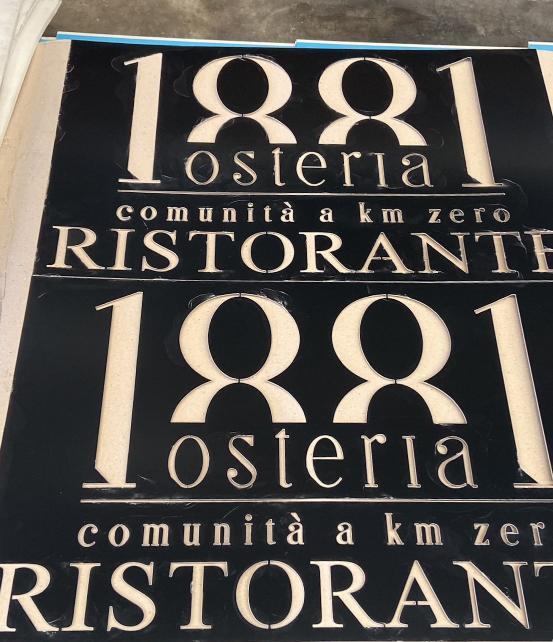 1881
osteria
comunità a km zero
RISTORANTE
1881
osteria
comunità a km zer
RISTORANT